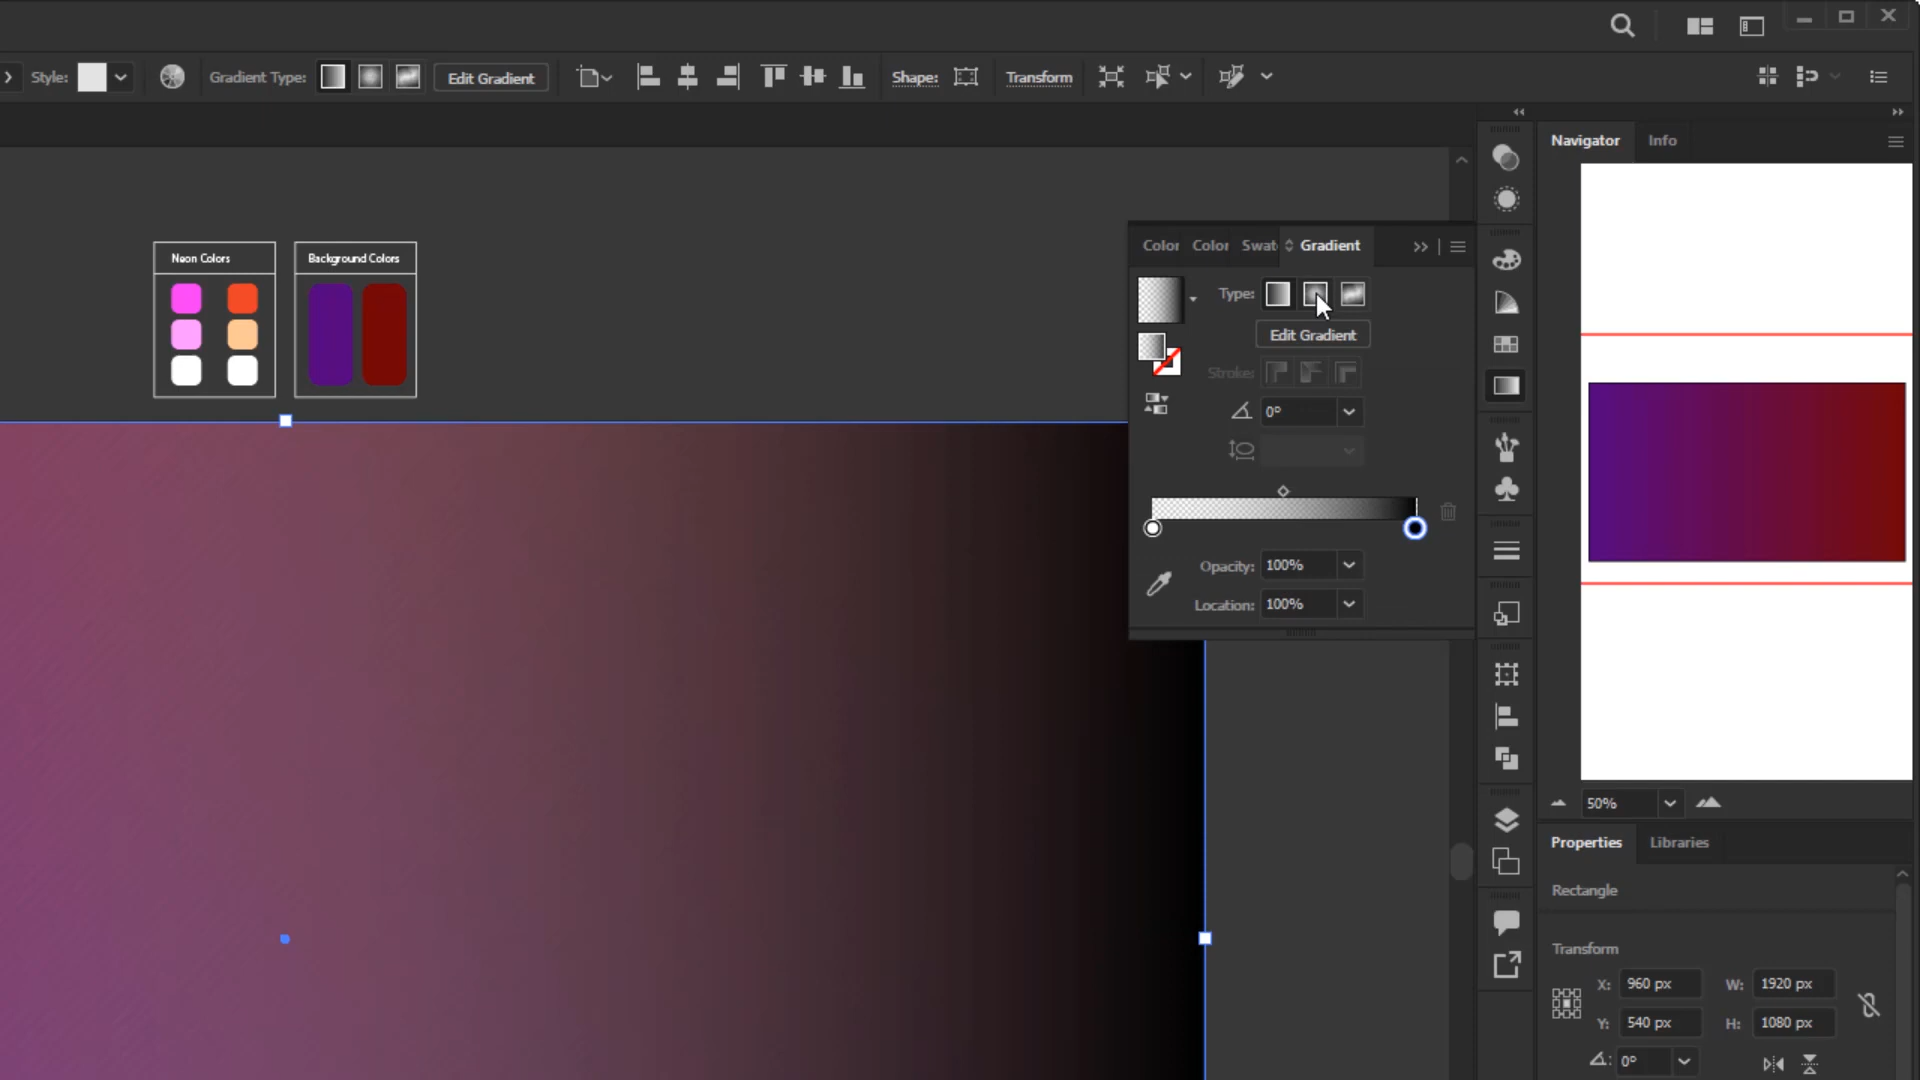 Style:
Gradient Type:
Edit Gradient
Shape:
Transform
Navigator
Info
Neon Colors
Background Colors
Color
Color
Swat
Gradient
Type:
Edit Gradient
Stroke:
0°
Opacity: 100%
Location: 100%
50%
Properties
Libraries
Rectangle
Transform
X: 960 px
W: 1920 px
Y: 540 px
H: 1080 px
0°